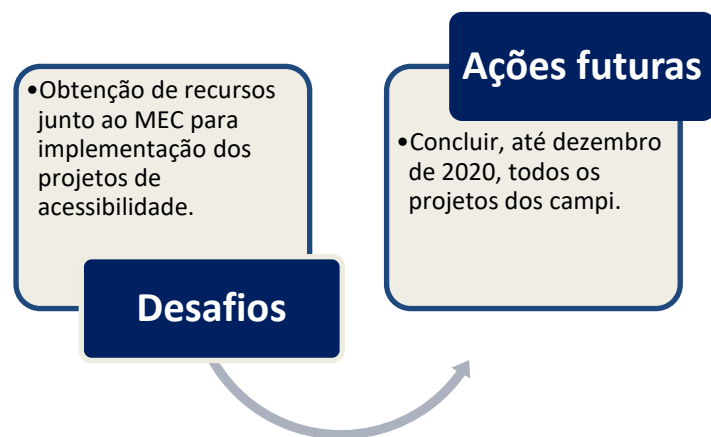 •Obtenção de recursos
junto ao MEC para
implementação dos
projetos de
acessibilidade.
Desafios
Ações futuras
•Concluir, até dezembro
de 2020, todos os
projetos dos campi.